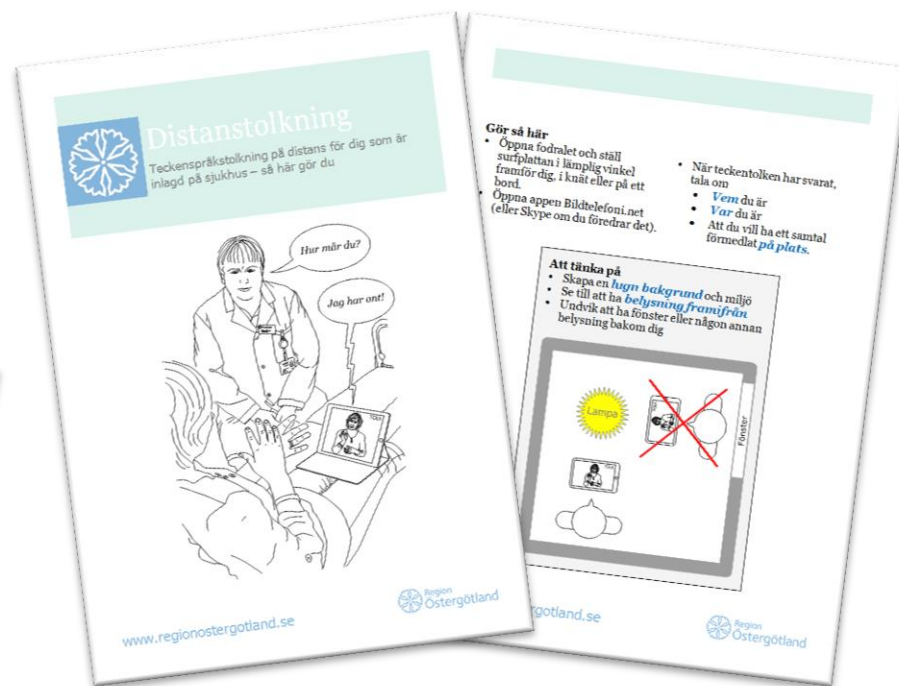 Distanstolkning
Teckenspråkstolkning på distans för dig som är
inlagd på sjukhus – så här gör du
Hur mår du?
Jag har ont!
TOLK
www.regionostergotland.se
Region
Östergötland
Gör så här
• Öppna fodralet och ställ
surfplattan i lämplig vinkel
framför dig, i knät eller på ett
bord.
• Öppna appen Bildtelefoni.net
(eller Skype om du föredrar det).
• När teckentolken har svarat,
tala om
• Vem du är
• Var du är
• Att du vill ha ett samtal
förmedlat på plats.
Att tänka på
• Skapa en lugn bakgrund och miljö
• Se till att ha belysning framifrån
• Undvik att ha fönster eller någon annan
belysning bakom dig
Lampa
Fönster
rgotland.se
Region
Östergötland